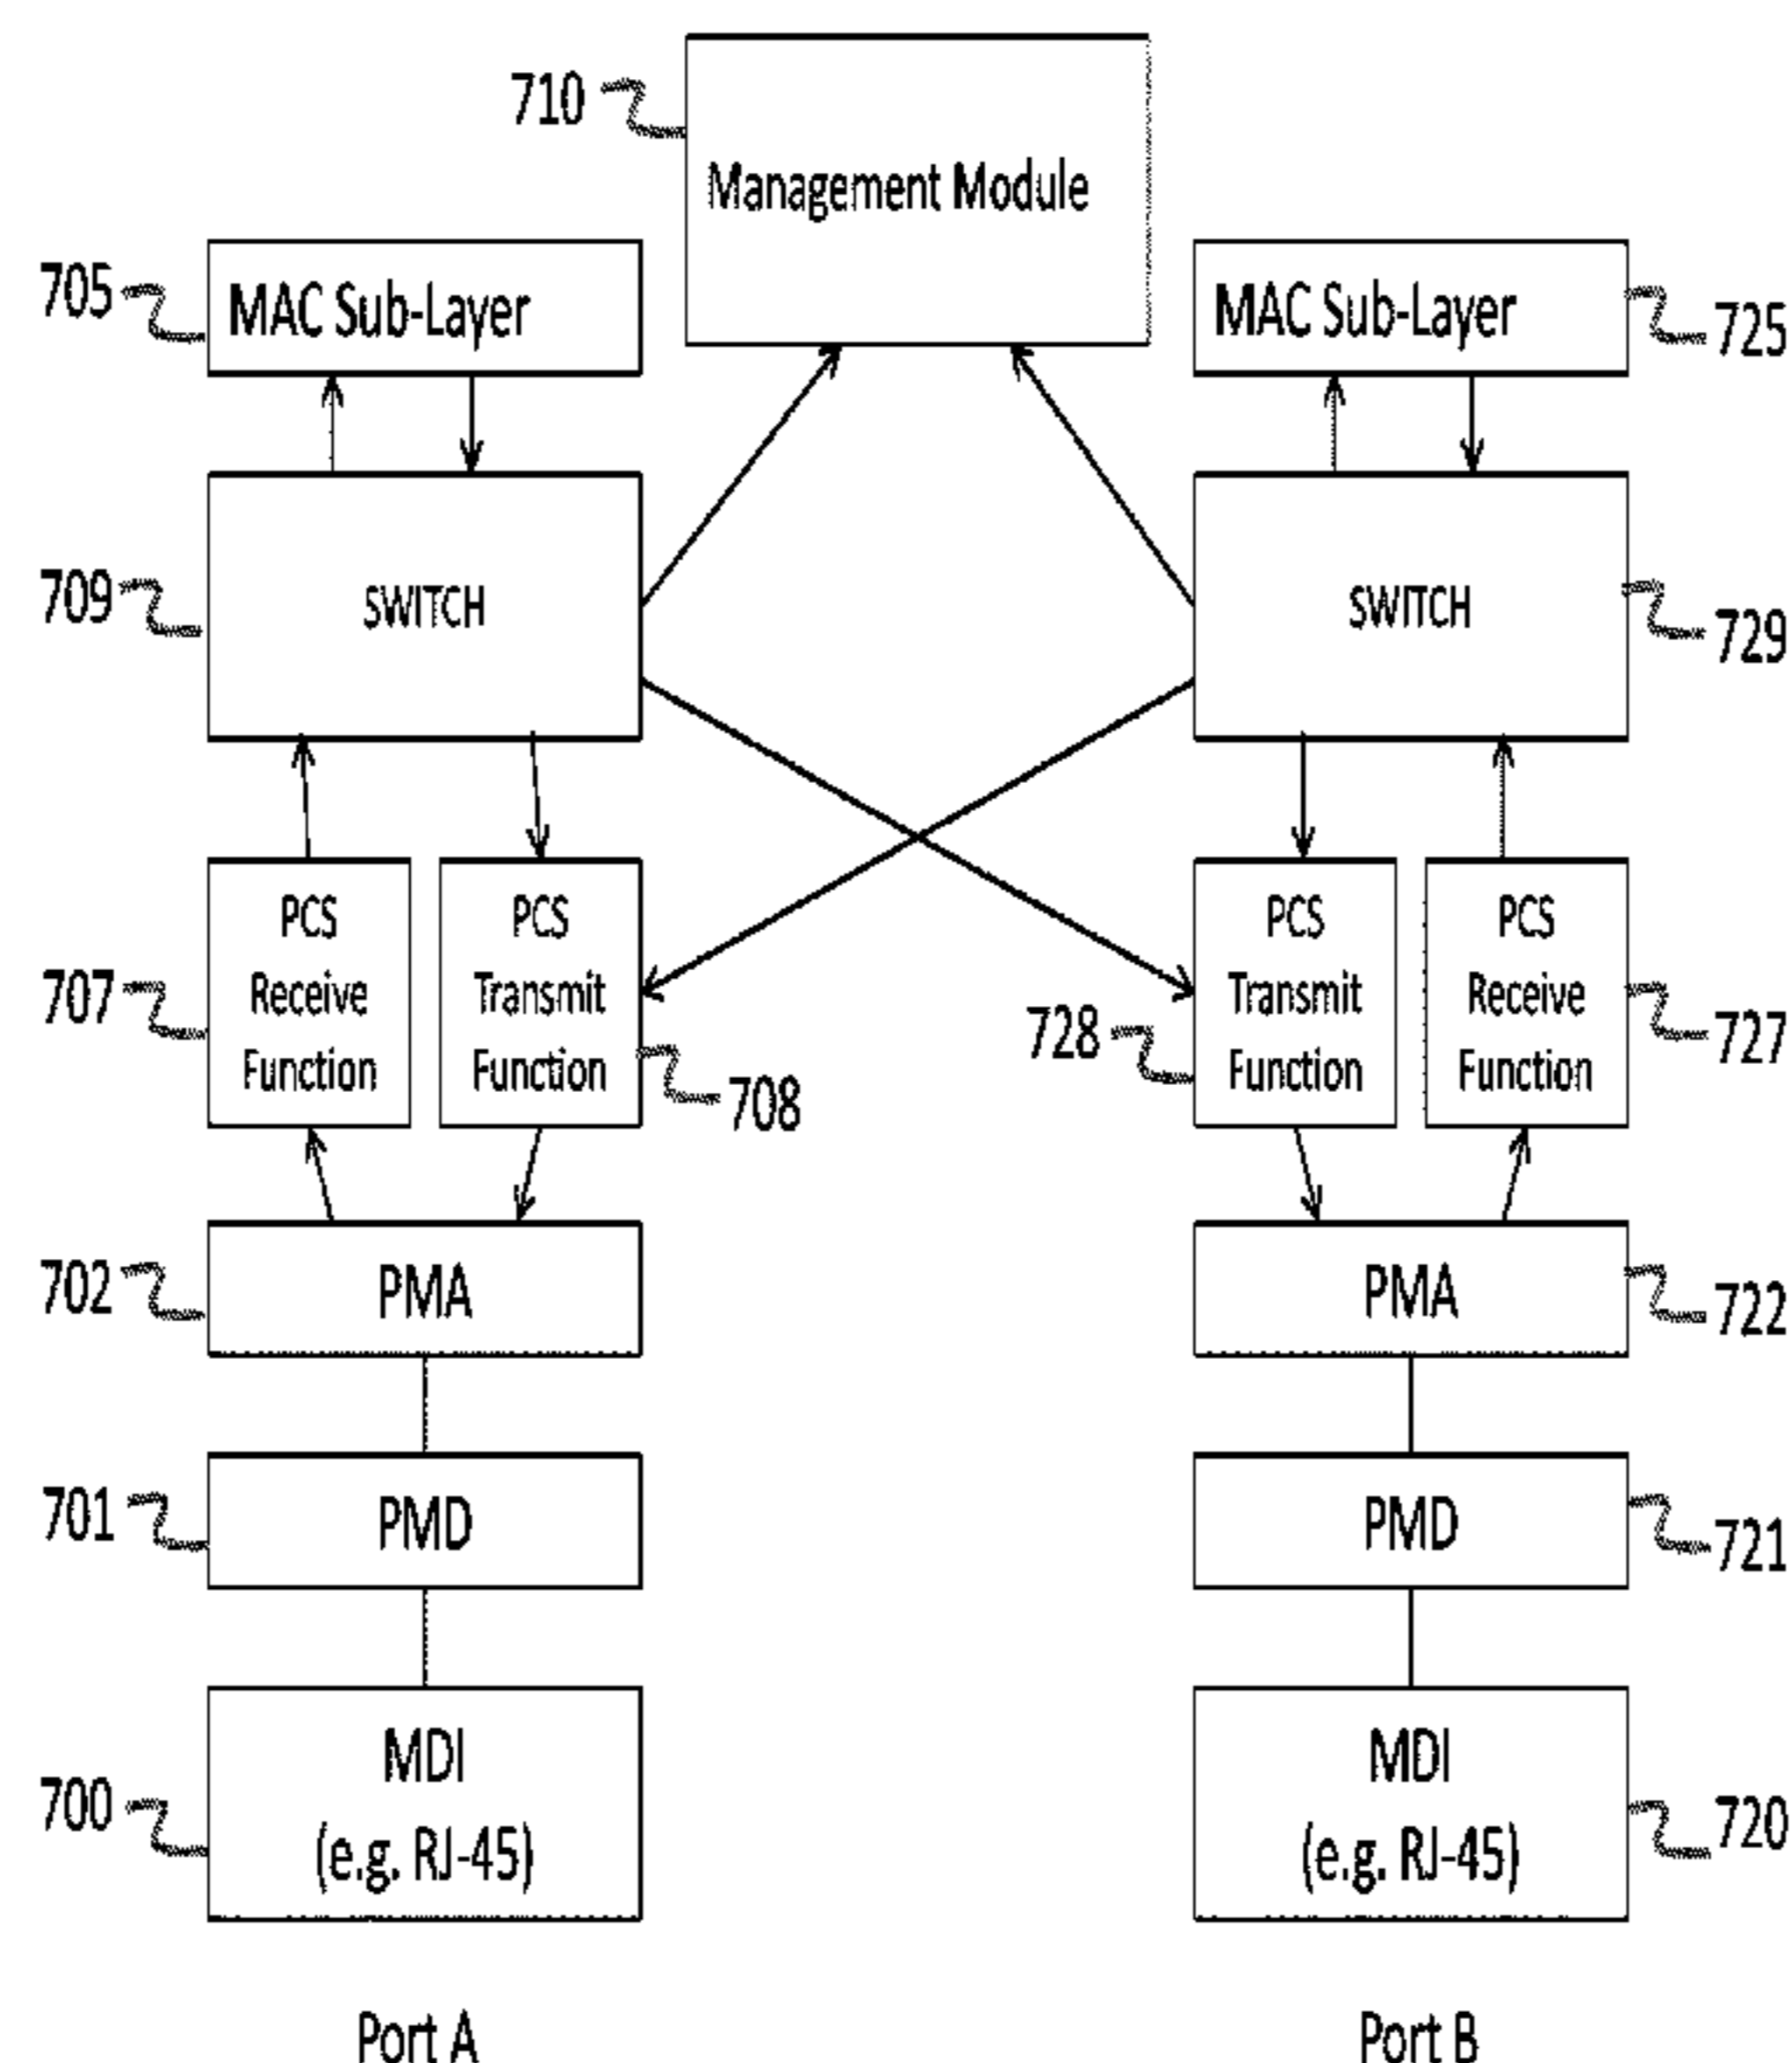 710
Management Module
705
MAC Sub-Layer
MAC Sub-Layer
725
709
SWITCH
SWITCH
729
PCS
Receive
Function
PCS
Transmit
Function
PCS
Transmit
Function
PCS
Receive
Function
707
708
728
727
702
PMA
PMA
722
701
PMD
PMD
721
700
MDI
(e.g. RJ-45)
MDI
(e.g. RJ-45)
720
Port A
Port B